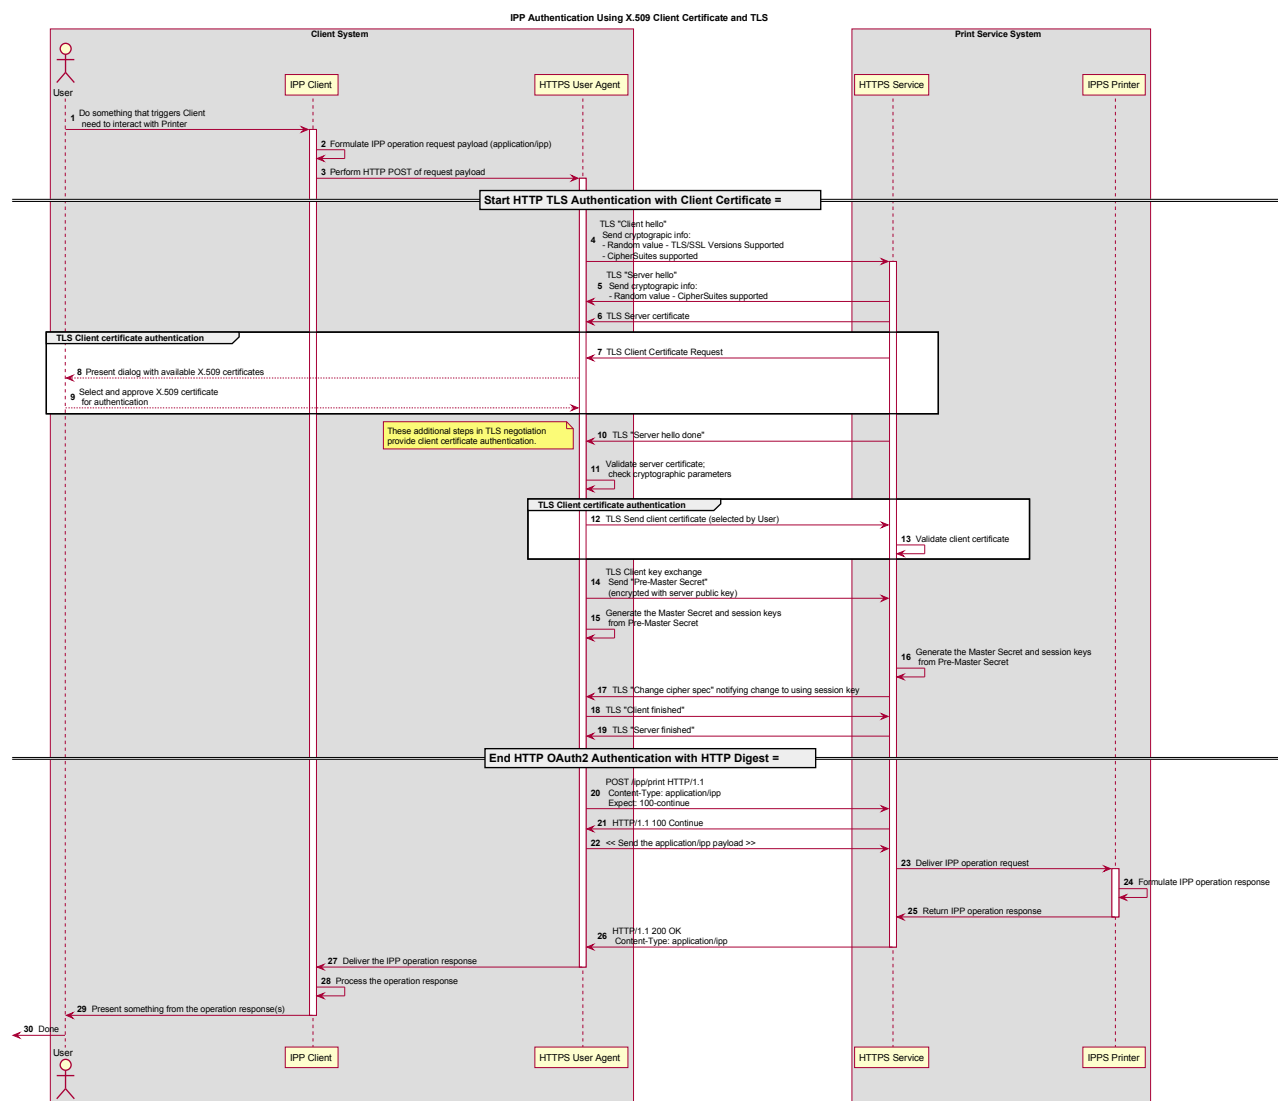 IPP Authentication Using X.509 Client Certificate and TLS
Client System
Print Service System
User
IPP Client
HTTPS User Agent
HTTPS Service
IPPS Printer
1 Do something that triggers Client
need to interact with Printer
2 Formulate IPP operation request payload (application/ipp)
3 Perform HTTP POST of request payload
Start HTTP TLS Authentication with Client Certificate =
TLS "Client hello"
4 Send cryptograpic info:
- Random value - TLS/SSL Versions Supported
- CipherSuites supported
TLS "Server hello"
5 Send cryptograpic info:
- Random value - CipherSuites supported
6 TLS Server certificate
TLS Client certificate authentication
7 TLS Client Certificate Request
8 Present dialog with available X.509 certificates
9 Select and approve X.509 certificate
for authentication
These additional steps in TLS negotiation
provide client certificate authentication.
10 TLS "Server hello done"
11 Validate server certificate;
check cryptographic parameters
TLS Client certificate authentication
12 TLS Send client certificate (selected by User)
13 Validate client certificate
TLS Client key exchange
14 Send "Pre-Master Secret"
(encrypted with server public key)
15 Generate the Master Secret and session keys
from Pre-Master Secret
16 Generate the Master Secret and session keys
from Pre-Master Secret
17 TLS "Change cipher spec" notifying change to using session key
18 TLS "Client finished"
19 TLS "Server finished"
End HTTP OAuth2 Authentication with HTTP Digest =
POST /ipp/print HTTP/1.1
20 Content-Type: application/ipp
Expect: 100-continue
21 HTTP/1.1 100 Continue
22 << Send the application/ipp payload >>
23 Deliver IPP operation request
24 Formulate IPP operation response
25 Return IPP operation response
26 HTTP/1.1 200 OK
Content-Type: application/ipp
27 Deliver the IPP operation response
28 Process the operation response
29 Present something from the operation response(s)
30 Done
User
IPP Client
HTTPS User Agent
HTTPS Service
IPPS Printer